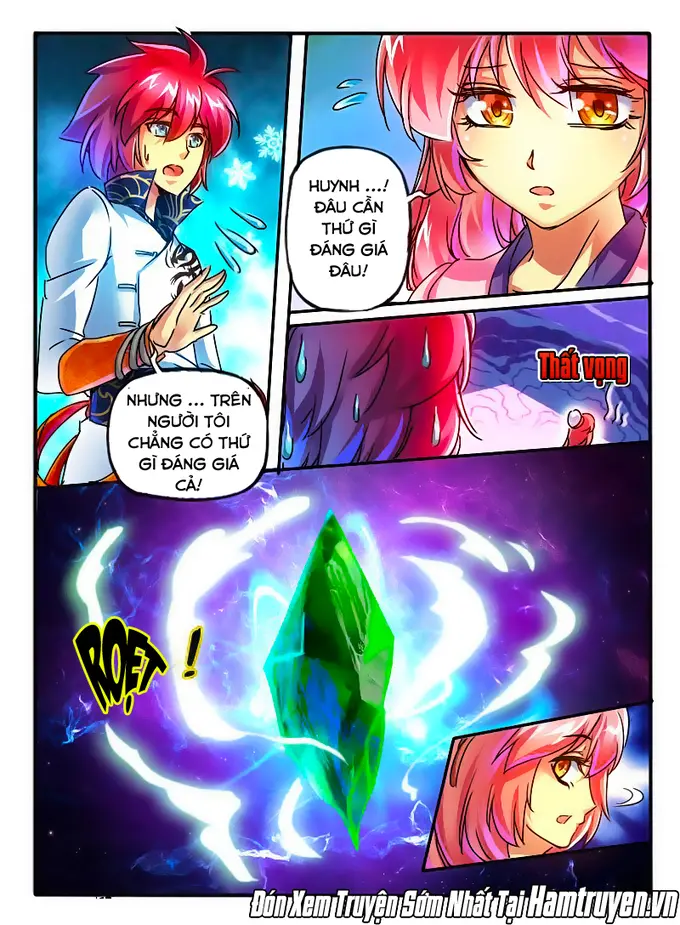 HUYNH ...!
ĐÂU CẦN
THỨ GÌ
ĐÁNG GIÁ
ĐÂU!
NHƯNG ... TRÊN
NGƯỜI TÔI
CHẲNG CÓ THỨ
GÌ ĐÁNG GIÁ
CẢ!
Thất vọng
RẸOT !
Đón Xem Truyện Sớm Nhất Tại Hamtruyen.vn